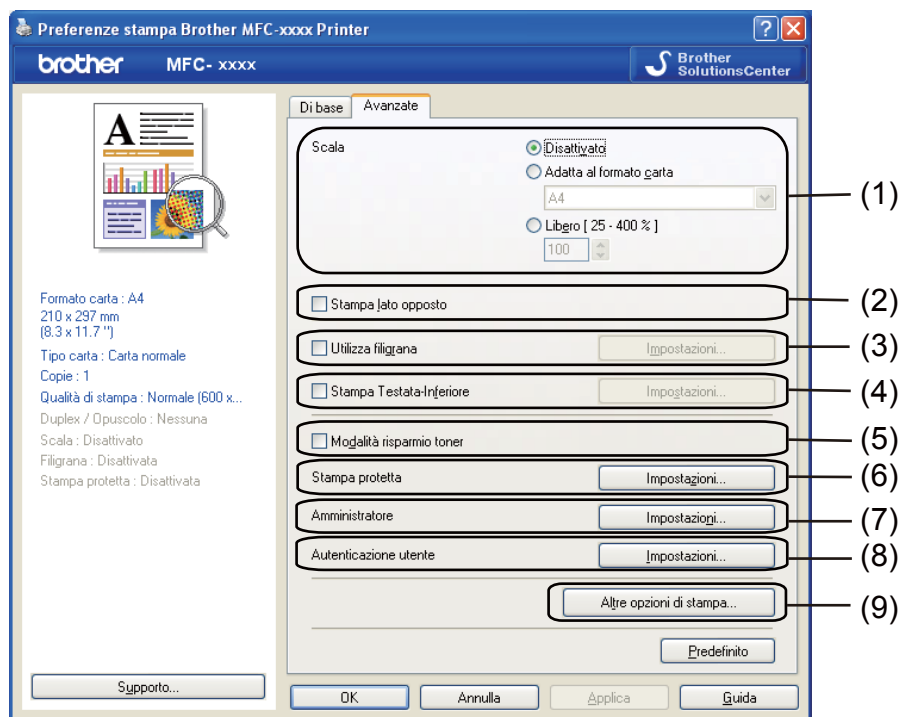 Preferenze stampa Brother MFC-xxxx Printer
brother MFC- xxxx
Brother
SolutionsCenter
A
Formato carta : A4
210 x 297 mm
(8.3 x 11.7 ")
Tipo carta : Carta normale
Copie : 1
Qualità di stampa : Normale (600 x...
Duplex / Opuscolo : Nessuna
Scala : Disattivato
Filigrana : Disattivata
Stampa protetta : Disattivata
Supporto...
Di base Avanzate
Scala
Disattivato
Adatta al formato carta
A4
Libero [ 25 - 400 % ]
100
(1)
Stampa lato opposto (2)
Utilizza filigrana Impostazioni... (3)
Stampa Testata-Inferiore Impostazioni... (4)
Modalità risparmio toner (5)
Stampa protetta Impostazioni... (6)
Amministratore Impostazioni... (7)
Autenticazione utente Impostazioni... (8)
Altre opzioni di stampa... (9)
Predefinito
OK Annulla Applica Guida